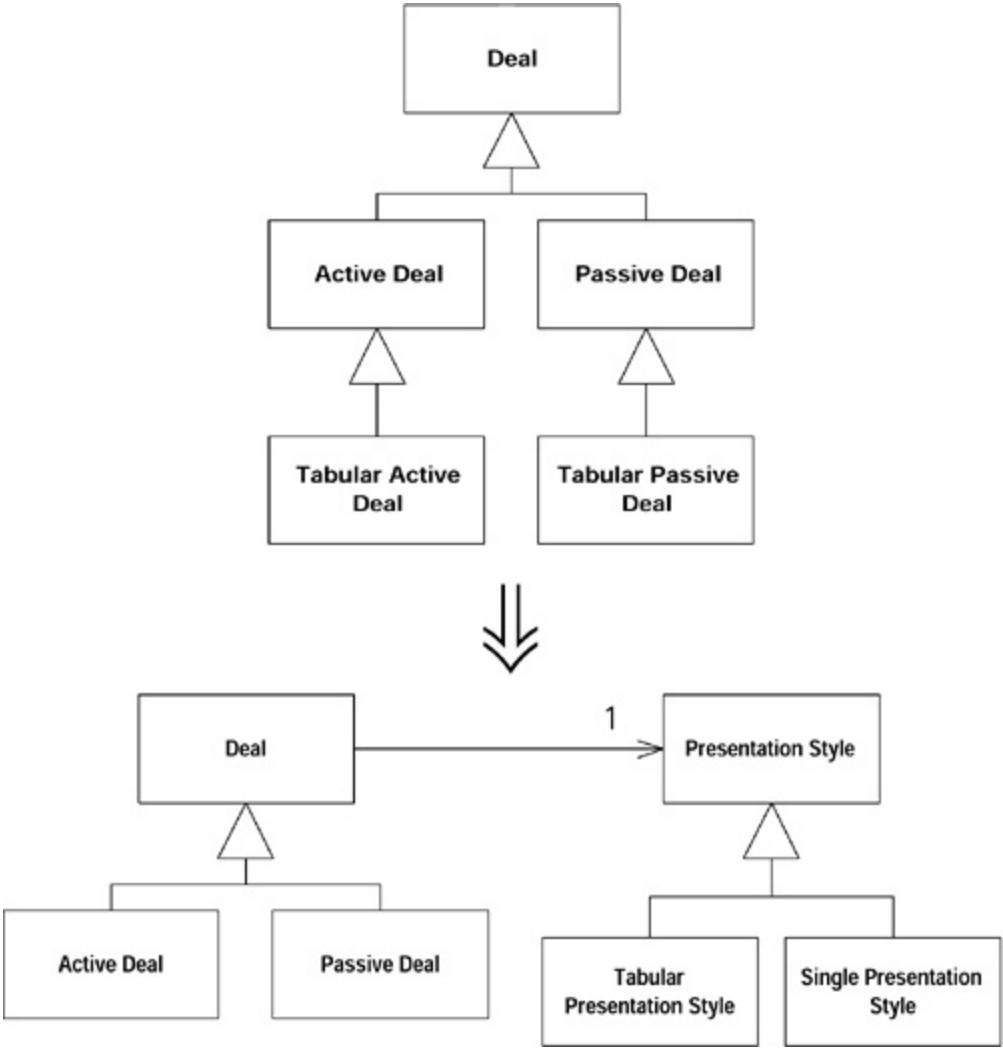 Deal
Active Deal
Passive Deal
Tabular Active
Deal
Tabular Passive
Deal
1
Deal
Presentation Style
Active Deal
Passive Deal
Tabular
Presentation Style
Single Presentation
Style